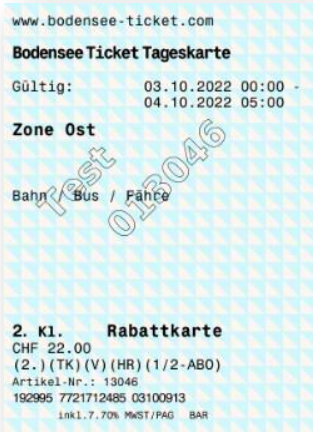 www.bodensee-ticket.com
Bodensee Ticket Tageskarte
Gültig: 03.10.2022 00:00 -
04.10.2022 05:00
Zone Ost
Test
013046
Bahn / Bus / Fähre
2. Kl. Rabattkarte
CHF 22.00
(2.)(TK)(V)(HR)(1/2-ABO)
Artikel-Nr.: 13046
192995 7721712485 03100913
inkl.7.70% MWST/PAG BAR